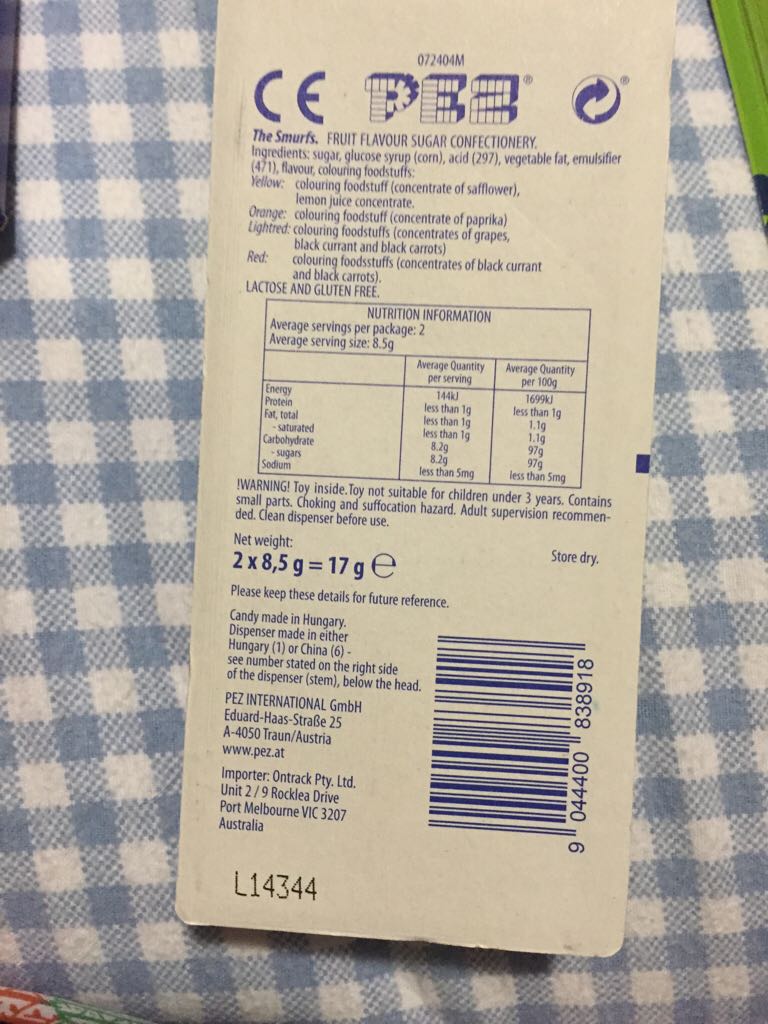 072404M
CE PEZ®
The Smurfs. FRUIT FLAVOUR SUGAR CONFECTIONERY.
Ingredients: sugar, glucose syrup (corn), acid (297), vegetable fat, emulsifier
(471), flavour, colouring foodstuffs:
Yellow: colouring foodstuff (concentrate of safflower),
lemon juice concentrate.
Orange: colouring foodstuff (concentrate of paprika)
Lightred: colouring foodstuffs (concentrates of grapes,
black currant and black carrots)
Red: colouring foodsstuffs (concentrates of black currant
and black carrots).
LACTOSE AND GLUTEN FREE.
NUTRITION INFORMATION
Average servings per package: 2
Average serving size: 8.5g
Average Quantity per serving Average Quantity per 100g
Energy 144kJ 1699kJ
Protein less than 1g less than 1g
Fat, total less than 1g 1.1g
- saturated less than 1g 1.1g
Carbohydrate 8.2g 97g
- sugars 8.2g 97g
Sodium less than 5mg less than 5mg
!WARNING! Toy inside.Toy not suitable for children under 3 years. Contains
small parts. Choking and suffocation hazard. Adult supervision recommen-
ded. Clean dispenser before use.
Net weight:
2 x 8,5 g = 17 g ℮
Store dry.
Please keep these details for future reference.
Candy made in Hungary.
Dispenser made in either
Hungary (1) or China (6) -
see number stated on the right side
of the dispenser (stem), below the head.
PEZ INTERNATIONAL GmbH
Eduard-Haas-Straße 25
A-4050 Traun/Austria
www.pez.at
Importer: Ontrack Pty. Ltd.
Unit 2 / 9 Rocklea Drive
Port Melbourne VIC 3207
Australia
9 044400 838918
L14344